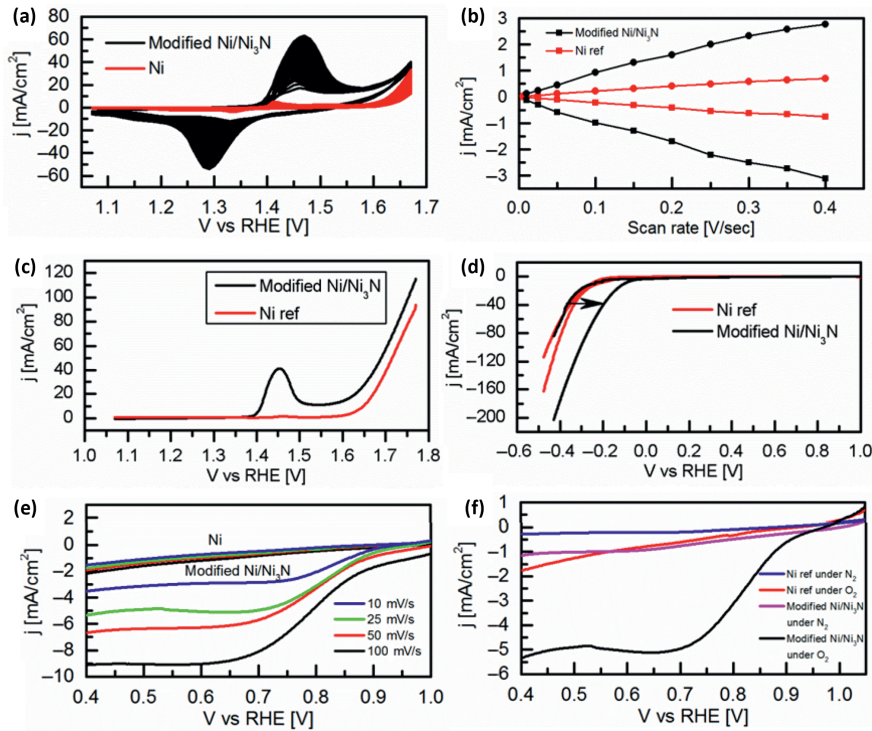 (a)
Modified Ni/Ni₃N
Ni
j [mA/cm²]
80
60
40
20
0
−20
−40
−60
1.1 1.2 1.3 1.4 1.5 1.6 1.7
V vs RHE [V]
(b)
Modified Ni/Ni₃N
Ni ref
j [mA/cm²]
3
2
1
0
−1
−2
−3
0.0 0.1 0.2 0.3 0.4
Scan rate [V/sec]
(c)
Modified Ni/Ni₃N
Ni ref
j [mA/cm²]
120
100
80
60
40
20
0
1.0 1.1 1.2 1.3 1.4 1.5 1.6 1.7 1.8
V vs RHE [V]
(d)
Ni ref
Modified Ni/Ni₃N
j [mA/cm²]
0
−40
−80
−120
−160
−200
−0.6 −0.4 −0.2 0.0 0.2 0.4 0.6 0.8 1.0
V vs RHE [V]
(e)
Ni
Modified Ni/Ni₃N
10 mV/s
25 mV/s
50 mV/s
100 mV/s
j [mA/cm²]
2
0
−2
−4
−6
−8
−10
0.4 0.5 0.6 0.7 0.8 0.9 1.0
V vs RHE [V]
(f)
Ni ref under N₂
Ni ref under O₂
Modified Ni/Ni₃N
under N₂
Modified Ni/Ni₃N
under O₂
j [mA/cm²]
1
0
−1
−2
−3
−4
−5
−6
0.4 0.5 0.6 0.7 0.8 0.9 1.0
V vs RHE [V]